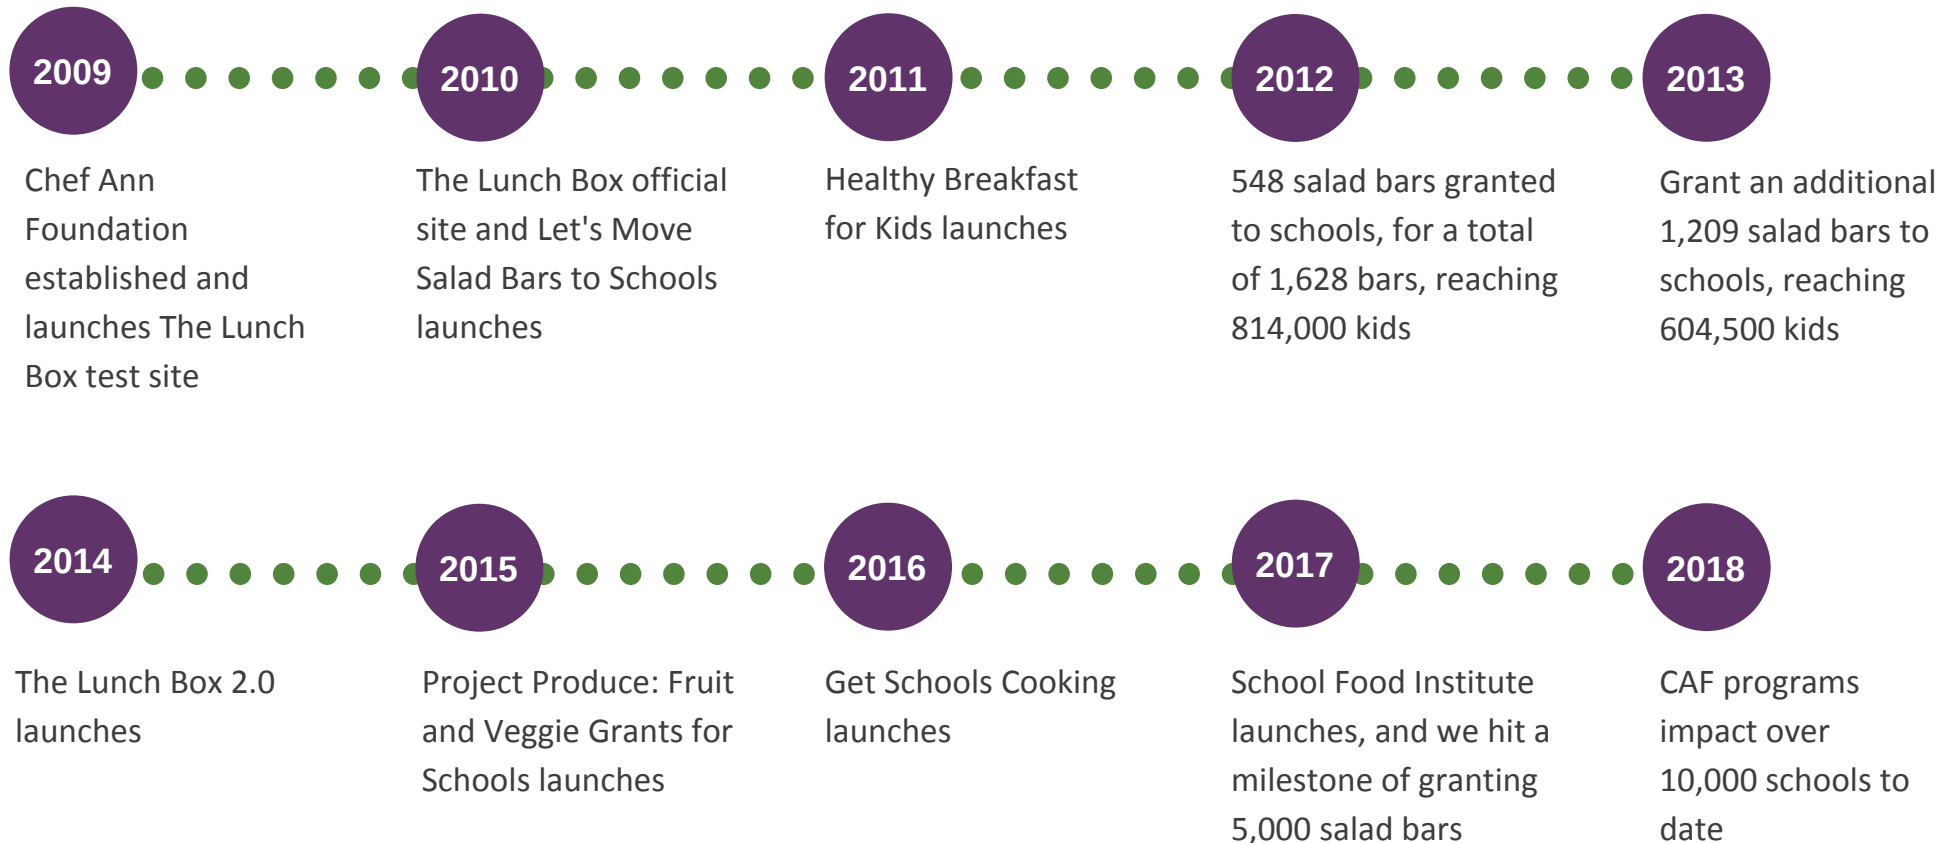 2009
Chef Ann
Foundation
established and
launches The Lunch
Box test site
2010
The Lunch Box official
site and Let's Move
Salad Bars to Schools
launches
2011
Healthy Breakfast
for Kids launches
2012
548 salad bars granted
to schools, for a total
of 1,628 bars, reaching
814,000 kids
2013
Grant an additional
1,209 salad bars to
schools, reaching
604,500 kids
2014
The Lunch Box 2.0
launches
2015
Project Produce: Fruit
and Veggie Grants for
Schools launches
2016
Get Schools Cooking
launches
2017
School Food Institute
launches, and we hit a
milestone of granting
5,000 salad bars
2018
CAF programs
impact over
10,000 schools to
date